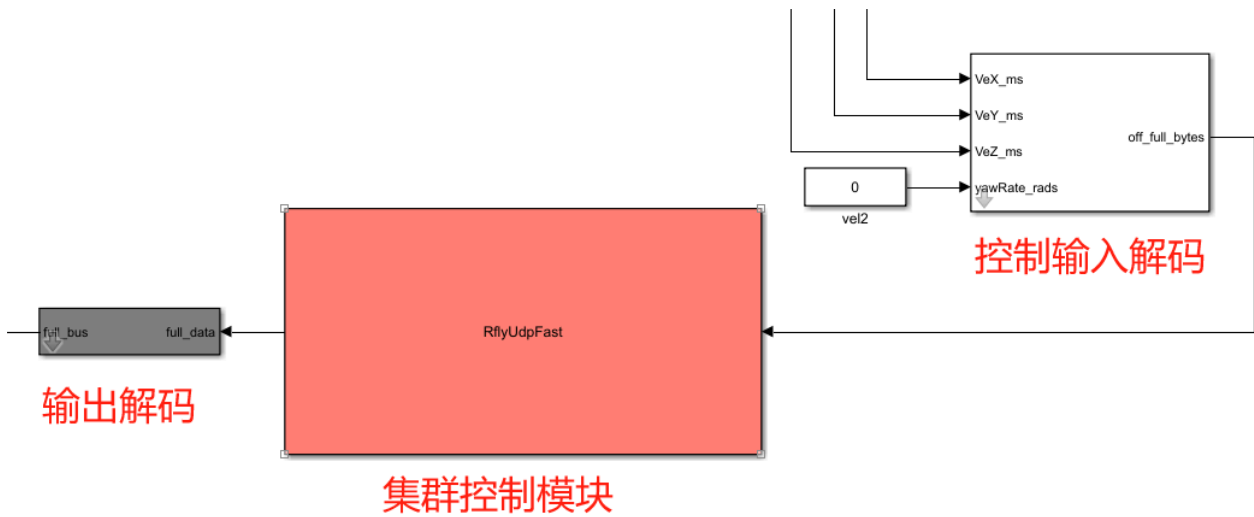 VeX_ms
VeY_ms
off_full_bytes
VeZ_ms
0
yawRate_rads
vel2
控制输入解码
full_bus
full_data
RflyUdpFast
输出解码
集群控制模块